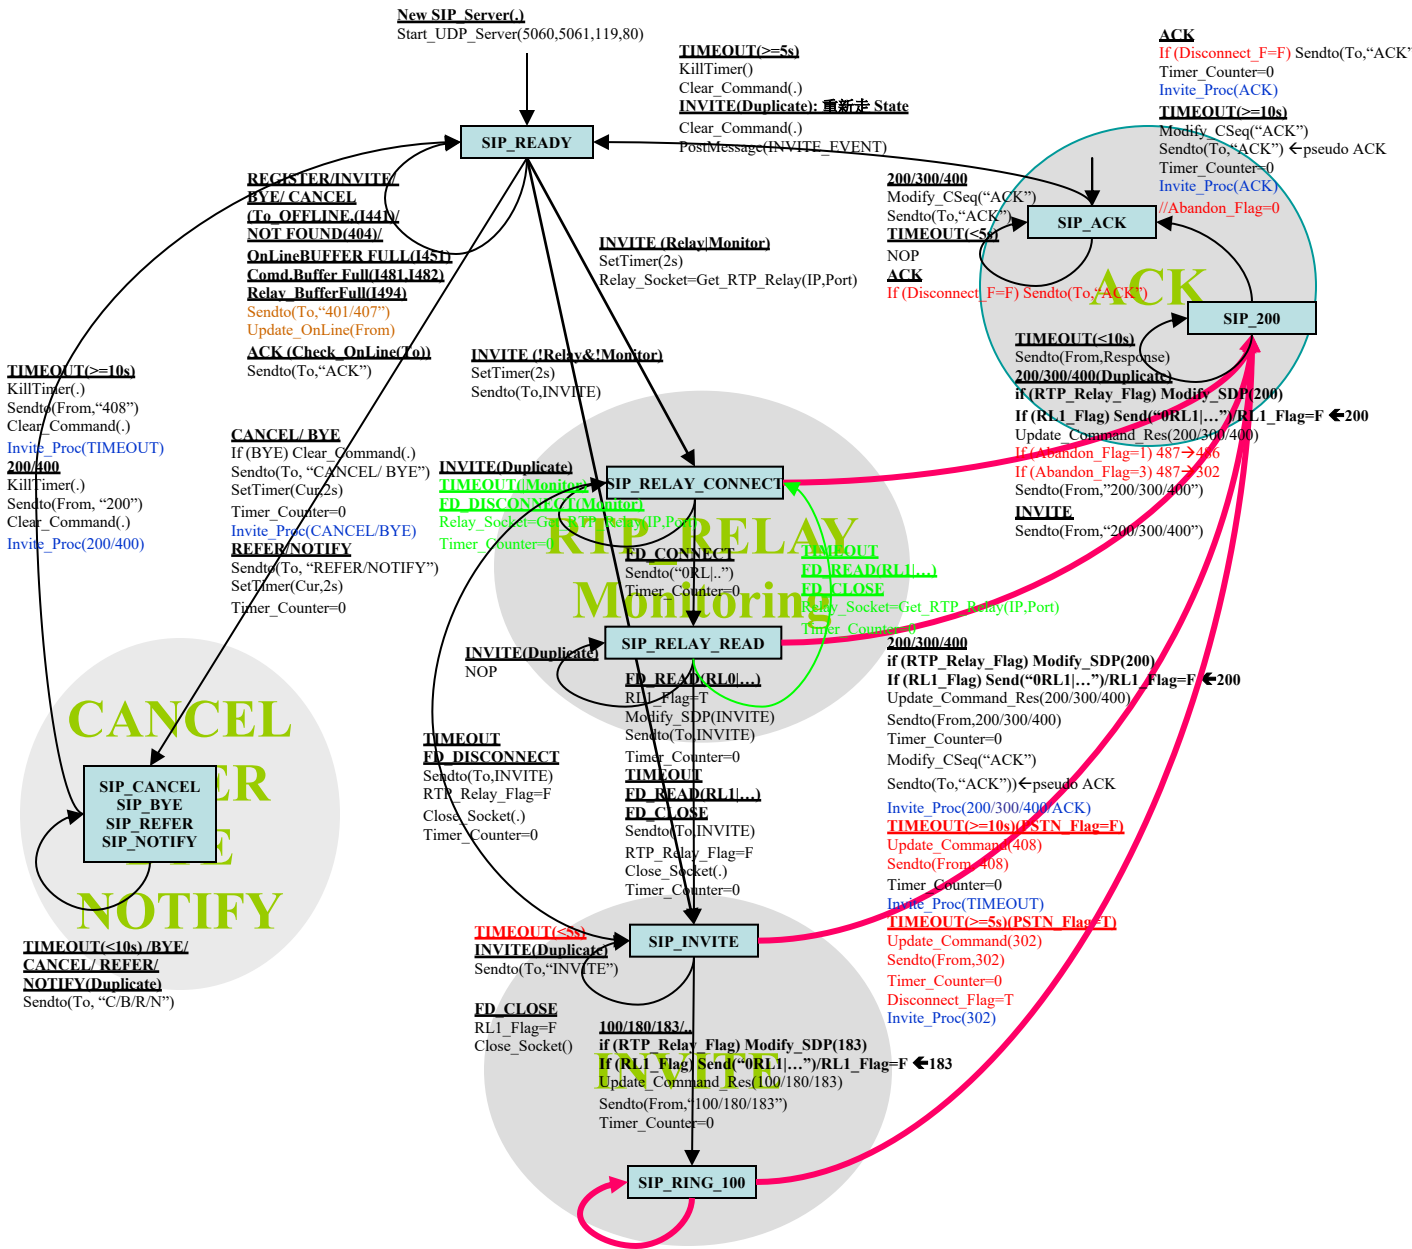 New SIP_Server(.)
Start_UDP_Server(5060,5061,119,80)
TIMEOUT(>=5s)
KillTimer()
Clear_Command(.)
INVITE(Duplicate): 重新走 State
Clear_Command(.)
PostMessage(INVITE_EVENT)
ACK
If (Disconnect_F=F) Sendto(To,“ACK”
Timer_Counter=0
Invite_Proc(ACK)
TIMEOUT(>=10s)
Modify_CSeq(“ACK”)
Sendto(To,“ACK”) ←pseudo ACK
Timer_Counter=0
Invite_Proc(ACK)
//Abandon_Flag=0
SIP_READY
REGISTER/INVITE/
BYE/ CANCEL
(To_OFFLINE.(I441)/
NOT FOUND(404)/
OnLineBUFFER FULL(I451)
Comd.Buffer Full(I481,I482)
Relay_BufferFull(I494)
Sendto(To,“401/407”)
Update_OnLine(From)
ACK (Check_OnLine(To))
Sendto(To,“ACK”)
INVITE (Relay|Monitor)
SetTimer(2s)
Relay_Socket=Get_RTP_Relay(IP,Port)
INVITE (!Relay&!Monitor)
SetTimer(2s)
Sendto(To,INVITE)
200/300/400
Modify_CSeq(“ACK”)
Sendto(To,“ACK”)
TIMEOUT(<5s)
NOP
ACK
If (Disconnect_F=F) Sendto(To,“ACK”)
SIP_ACK
ACK
SIP_200
TIMEOUT(<10s)
Sendto(From,Response)
200/300/400(Duplicate)
if (RTP_Relay_Flag) Modify_SDP(200)
If (RL1_Flag) Send(“0RL1|…”)/RL1_Flag=F ←200
Update_Command_Res(200/300/400)
If (Abandon_Flag=1) 487→486
If (Abandon_Flag=3) 487→302
Sendto(From,”200/300/400”)
INVITE
Sendto(From,“200/300/400”)
TIMEOUT(>=10s)
KillTimer(.)
Sendto(From,“408”)
Clear_Command(.)
Invite_Proc(TIMEOUT)
200/400
KillTimer(.)
Sendto(From, “200”)
Clear_Command(.)
Invite_Proc(200/400)
CANCEL/ BYE
If (BYE) Clear_Command(.)
Sendto(To, “CANCEL/ BYE”)
SetTimer(Cur,2s)
Timer_Counter=0
Invite_Proc(CANCEL/BYE)
REFER/NOTIFY
Sendto(To, “REFER/NOTIFY”)
SetTimer(Cur,2s)
Timer_Counter=0
INVITE(Duplicate)
TIMEOUT(|Monitor)
FD_DISCONNECT(Monitor)
Relay_Socket=Get_RTP_Relay(IP,Port)
Timer_Counter=0
SIP_RELAY_CONNECT
RTP_RELAY
Monitoring
FD_CONNECT
Sendto(“0RL|..”)
Timer_Counter=0
TIMEOUT
FD_READ(RL1|…)
FD_CLOSE
Relay_Socket=Get_RTP_Relay(IP,Port)
Timer_Counter=0
SIP_RELAY_READ
INVITE(Duplicate)
NOP
FD_READ(RL0|…)
RL1_Flag=T
Modify_SDP(INVITE)
Sendto(To,INVITE)
Timer_Counter=0
TIMEOUT
FD_READ(RL1|…)
FD_CLOSE
Sendto(To,INVITE)
RTP_Relay_Flag=F
Close_Socket(.)
Timer_Counter=0
TIMEOUT
FD_DISCONNECT
Sendto(To,INVITE)
RTP_Relay_Flag=F
Close_Socket(.)
Timer_Counter=0
200/300/400
if (RTP_Relay_Flag) Modify_SDP(200)
If (RL1_Flag) Send(“0RL1|…”)/RL1_Flag=F ←200
Update_Command_Res(200/300/400)
Sendto(From,200/300/400)
Timer_Counter=0
Modify_CSeq(“ACK”)
Sendto(To,“ACK”))←pseudo ACK
Invite_Proc(200/300/400/ACK)
TIMEOUT(>=10s)(PSTN_Flag=F)
Update_Command(408)
Sendto(From,408)
Timer_Counter=0
Invite_Proc(TIMEOUT)
TIMEOUT(>=5s)(PSTN_Flag=T)
Update_Command(302)
Sendto(From,302)
Timer_Counter=0
Disconnect_Flag=T
Invite_Proc(302)
CANCEL
SIP_CANCEL
SIP_BYE
SIP_REFER
SIP_NOTIFY
NOTIFY
TIMEOUT(<10s) /BYE/
CANCEL/ REFER/
NOTIFY(Duplicate)
Sendto(To, “C/B/R/N”)
TIMEOUT(<5s)
INVITE(Duplicate)
Sendto(To,“INVITE”)
SIP_INVITE
FD_CLOSE
RL1_Flag=F
Close_Socket()
100/180/183/..
if (RTP_Relay_Flag) Modify_SDP(183)
If (RL1_Flag) Send(“0RL1|…”)/RL1_Flag=F ←183
Update_Command_Res(100/180/183)
Sendto(From,“100/180/183”)
Timer_Counter=0
INVITE
SIP_RING_100